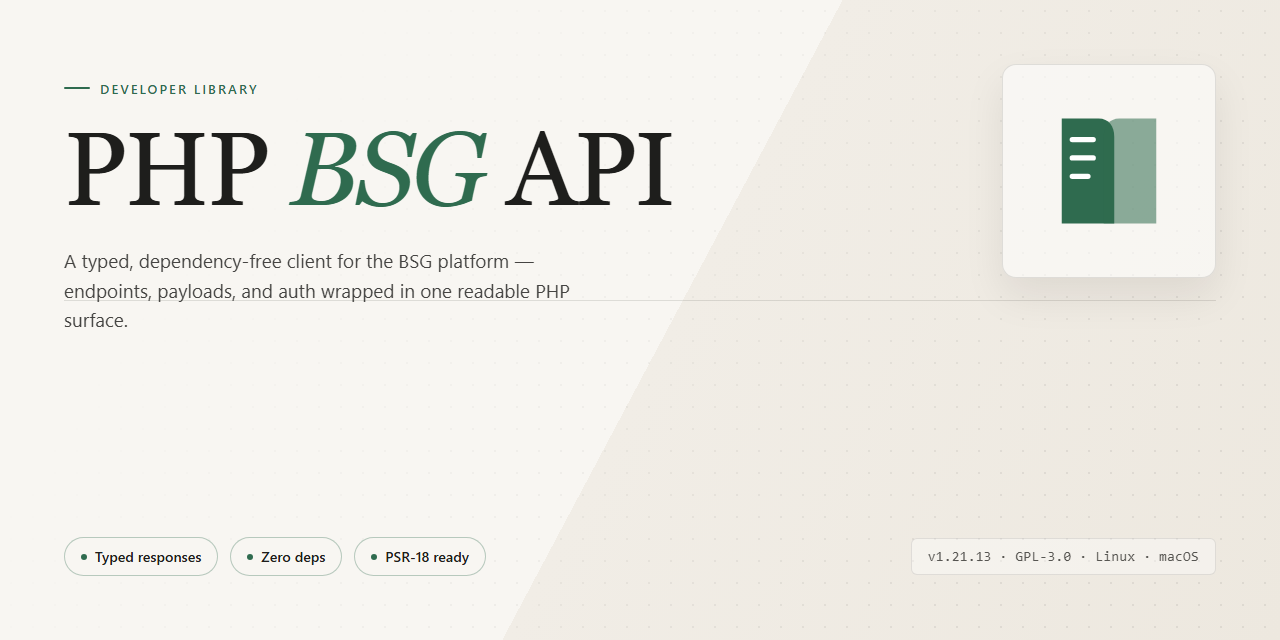 DEVELOPER LIBRARY
PHP BSG API
A typed, dependency-free client for the BSG platform —
endpoints, payloads, and auth wrapped in one readable PHP
surface.
Typed responses
Zero deps
PSR-18 ready
v1.21.13 · GPL-3.0 · Linux · macOS